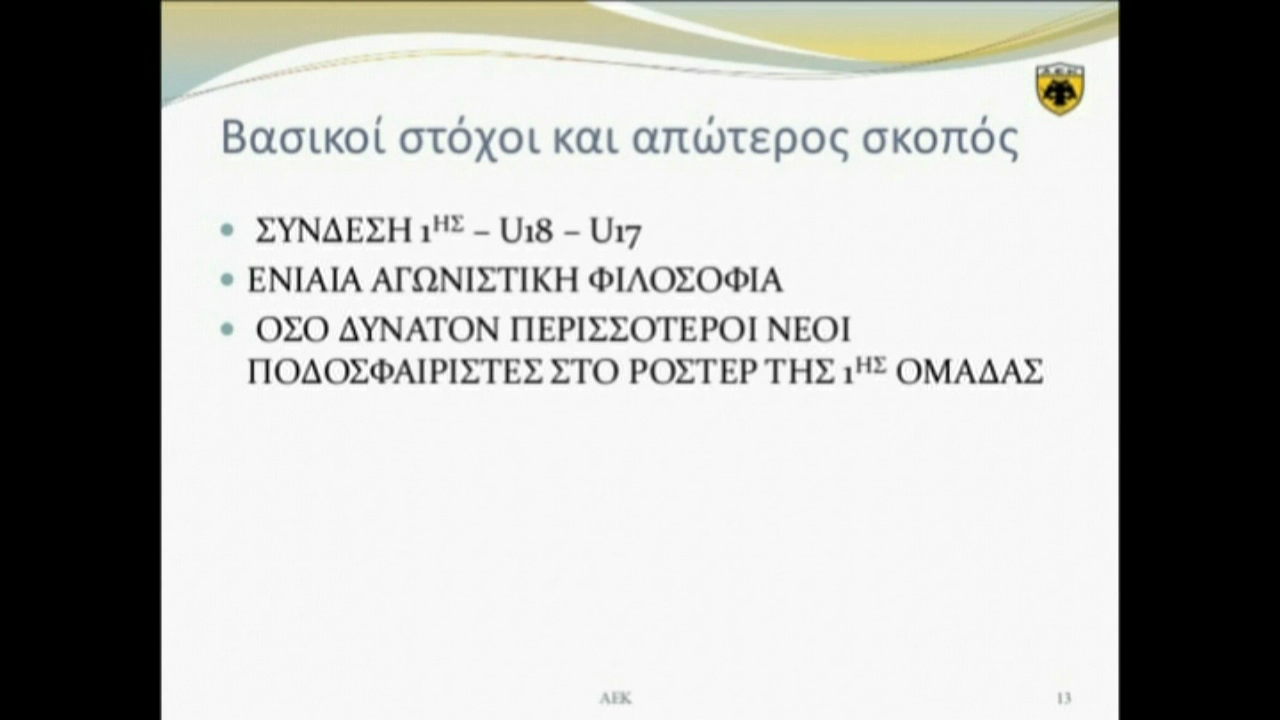 Βασικοί στόχοι και απώτερος σκοπός
ΣΥΝΔΕΣΗ 1ΗΣ – U18 – U17
ΕΝΙΑΙΑ ΑΓΩΝΙΣΤΙΚΗ ΦΙΛΟΣΟΦΙΑ
ΟΣΟ ΔΥΝΑΤΟΝ ΠΕΡΙΣΣΟΤΕΡΟΙ ΝΕΟΙ
ΠΟΔΟΣΦΑΙΡΙΣΤΕΣ ΣΤΟ ΡΟΣΤΕΡ ΤΗΣ 1ΗΣ ΟΜΑΔΑΣ
ΑΕΚ
13